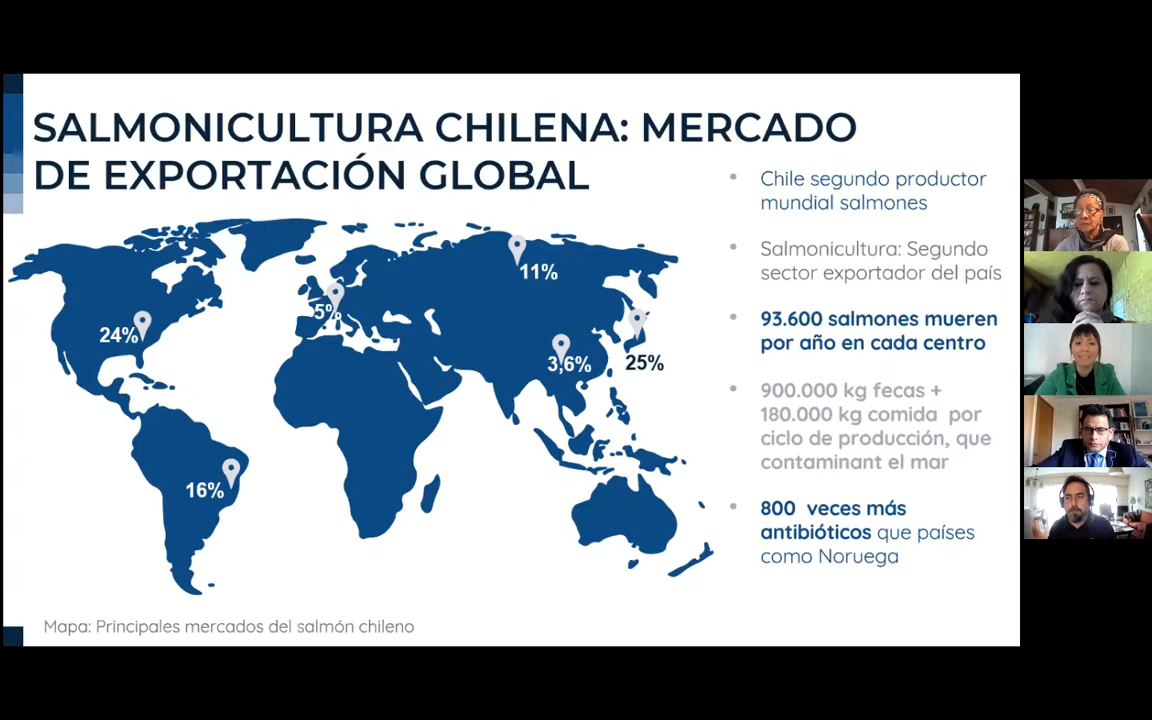 SALMONICULTURA CHILENA: MERCADO
DE EXPORTACIÓN GLOBAL
Chile segundo productor
mundial salmones
Salmonicultura: Segundo
sector exportador del país
93.600 salmones mueren
por año en cada centro
900.000 kg fecas +
180.000 kg comida por
ciclo de producción, que
contaminant el mar
800 veces más
antibióticos que países
como Noruega
11%
5%
24%
3,6%
25%
16%
Mapa: Principales mercados del salmón chileno